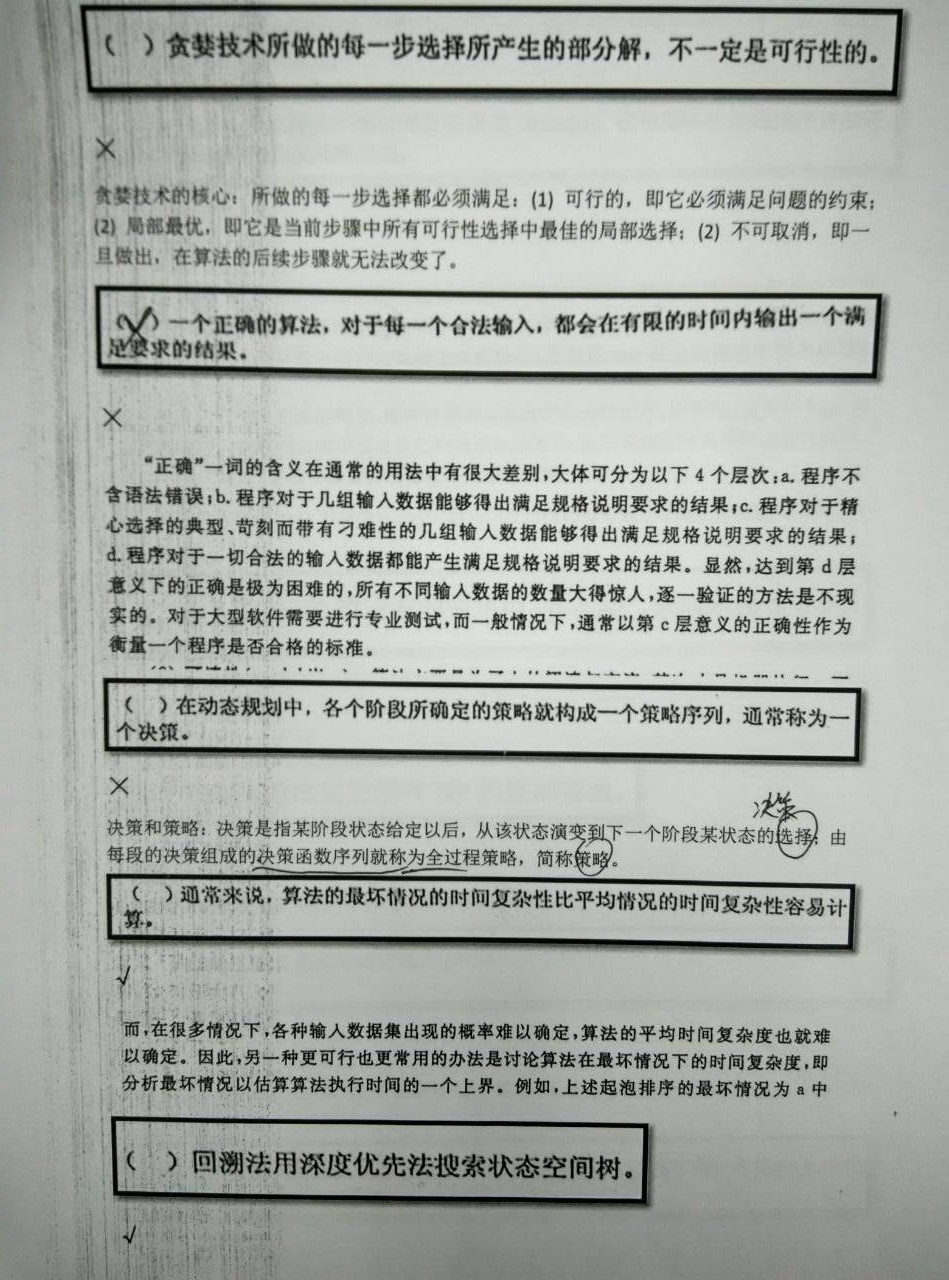 （ ）贪婪技术所做的每一步选择所产生的部分解，不一定是可行性的。
×
贪婪技术的核心：所做的每一步选择都必须满足：(1) 可行的，即它必须满足问题的约束；
(2) 局部最优，即它是当前步骤中所有可行性选择中最佳的局部选择；(2) 不可取消，即一
旦做出，在算法的后续步骤就无法改变了。
（√）一个正确的算法，对于每一个合法输入，都会在有限的时间内输出一个满
足要求的结果。
×
“正确”一词的含义在通常的用法中有很大差别,大体可分为以下 4 个层次:a. 程序不
含语法错误;b. 程序对于几组输入数据能够得出满足规格说明要求的结果;c. 程序对于精
心选择的典型、苛刻而带有刁难性的几组输入数据能够得出满足规格说明要求的结果;
d. 程序对于一切合法的输入数据都能产生满足规格说明要求的结果。显然,达到第 d 层
意义下的正确是极为困难的,所有不同输入数据的数量大得惊人,逐一验证的方法是不现
实的。对于大型软件需要进行专业测试,而一般情况下,通常以第 c 层意义的正确性作为
衡量一个程序是否合格的标准。
（ ）在动态规划中，各个阶段所确定的策略就构成一个策略序列，通常称为一
个决策。
×
决策
决策和策略：决策是指某阶段状态给定以后，从该状态演变到下一个阶段某状态的选择；由
每段的决策组成的决策函数序列就称为全过程策略，简称策略。
（ ）通常来说，算法的最坏情况的时间复杂性比平均情况的时间复杂性容易计
算。
√
而,在很多情况下,各种输入数据集出现的概率难以确定,算法的平均时间复杂度也就难
以确定。因此,另一种更可行也更常用的办法是讨论算法在最坏情况下的时间复杂度,即
分析最坏情况以估算算法执行时间的一个上界。例如,上述起泡排序的最坏情况为 a 中
（ ）回溯法用深度优先法搜索状态空间树。
√